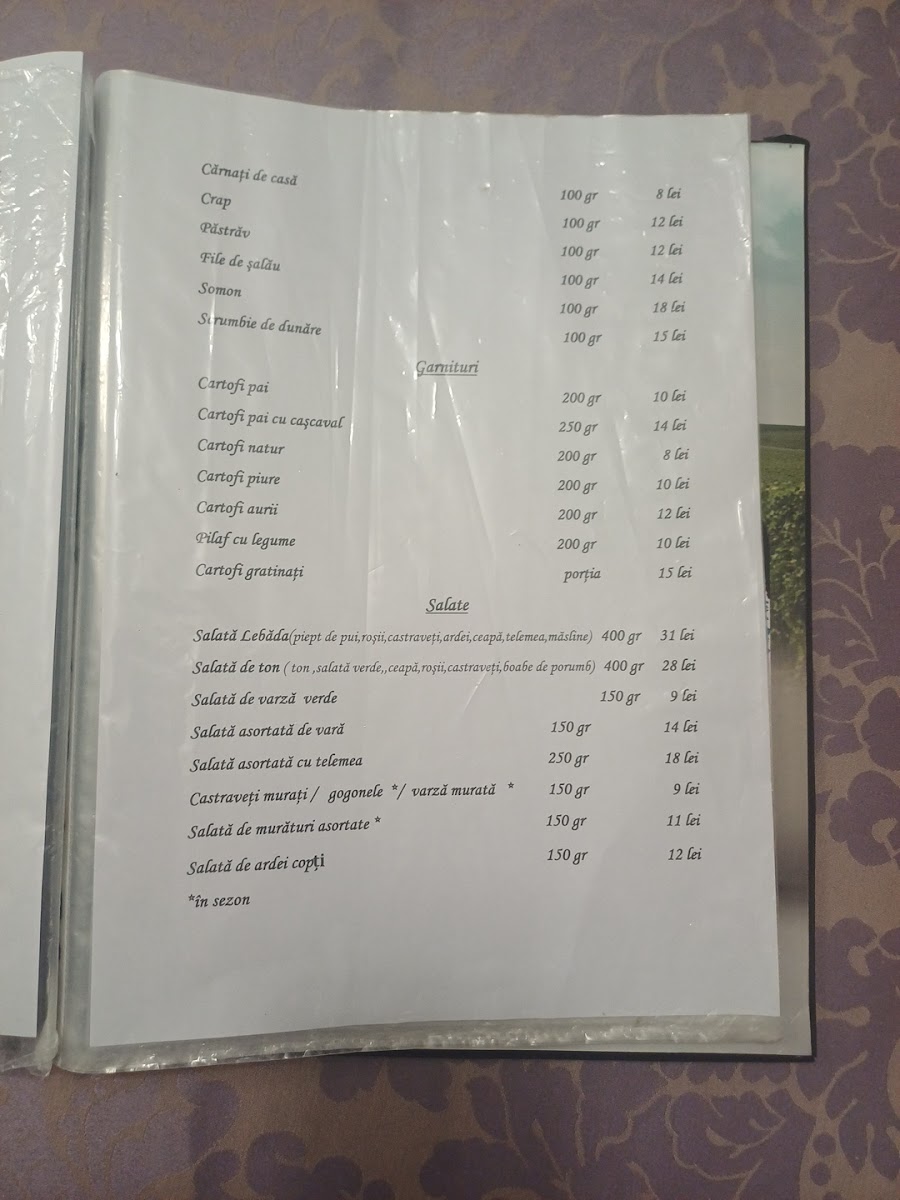 Cărnați de casă 100 gr 8 lei
Crap 100 gr 12 lei
Păstrăv 100 gr 12 lei
File de șalău 100 gr 14 lei
Somon 100 gr 18 lei
Scrumbie de dunăre 100 gr 15 lei
Garnituri
Cartofi pai 200 gr 10 lei
Cartofi pai cu cașcaval 250 gr 14 lei
Cartofi natur 200 gr 8 lei
Cartofi piure 200 gr 10 lei
Cartofi aurii 200 gr 12 lei
Pilaf cu legume 200 gr 10 lei
Cartofi gratinați porția 15 lei
Salate
Salată Lebăda(piept de pui,roșii,castraveți,ardei,ceapă,telemea,măsline) 400 gr 31 lei
Salată de ton ( ton ,salată verde,,ceapă,roșii,castraveți,boabe de porumb) 400 gr 28 lei
Salată de varză verde 150 gr 9 lei
Salată asortată de vară 150 gr 14 lei
Salată asortată cu telemea 250 gr 18 lei
Castraveți murați / gogonele */ varză murată * 150 gr 9 lei
Salată de murături asortate * 150 gr 11 lei
Salată de ardei copți 150 gr 12 lei
*în sezon